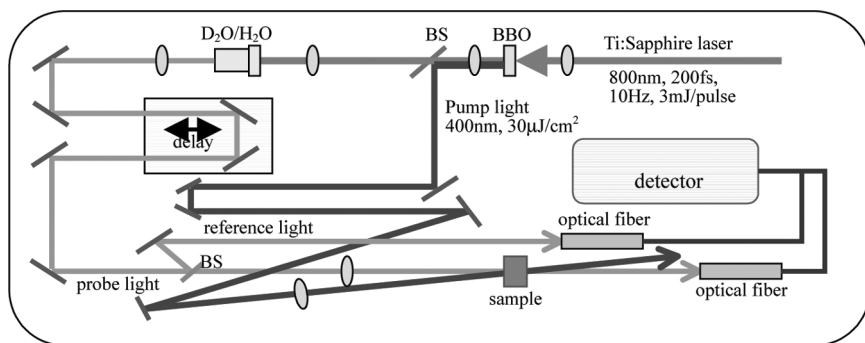 D₂O/H₂O
BS
BBO
Ti:Sapphire laser
800nm, 200fs,
10Hz, 3mJ/pulse
Pump light
400nm, 30μJ/cm²
delay
detector
reference light
optical fiber
BS
probe light
sample
optical fiber